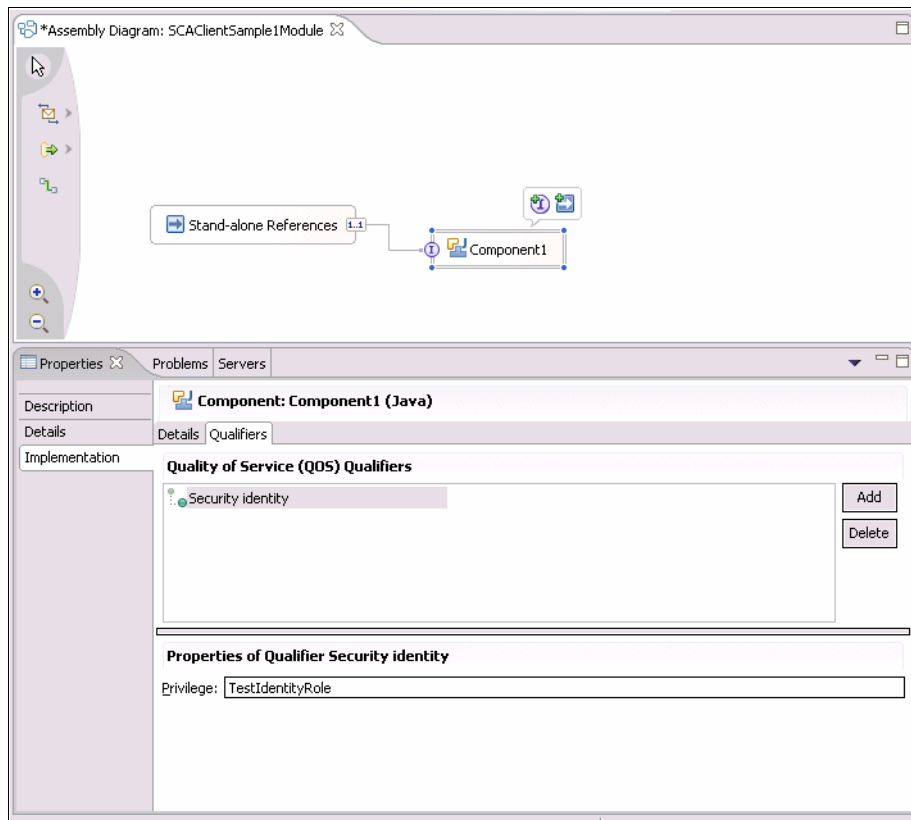 *Assembly Diagram: SCAClientSample1Module
Stand-alone References 1..1
I Component1
Properties Problems Servers
Description
Details
Implementation
Component: Component1 (Java)
Details Qualifiers
Quality of Service (QOS) Qualifiers
Security identity
Add
Delete
Properties of Qualifier Security identity
Privilege: TestIdentityRole